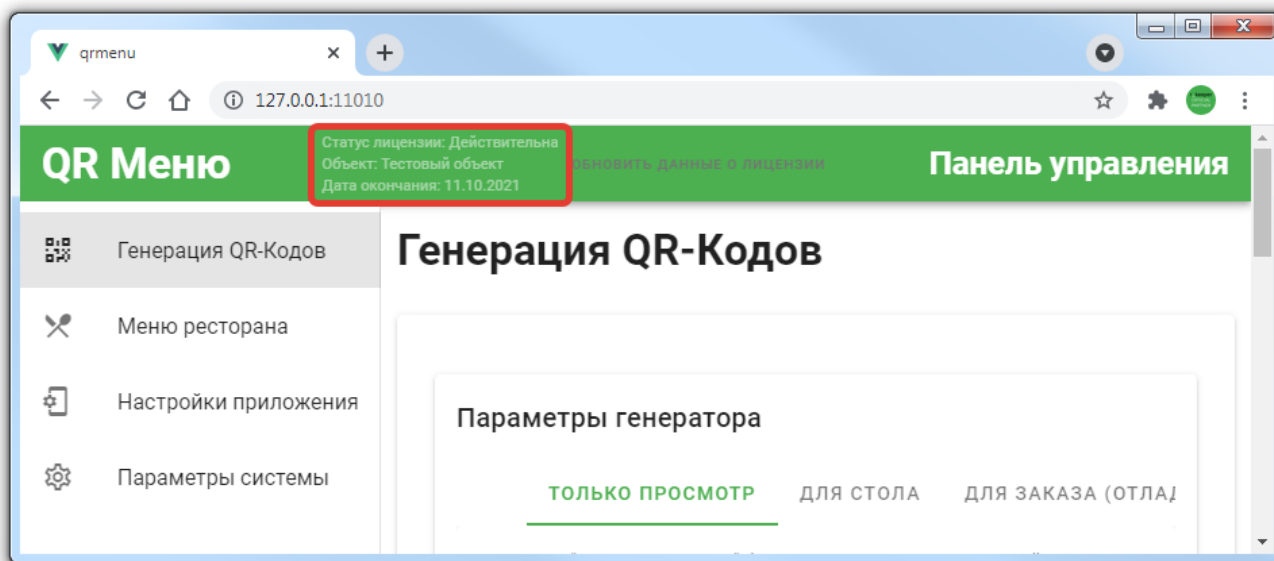 qrmenu
127.0.0.1:11010
QR Меню
Статус лицензии: Действительна
Объект: Тестовый объект
Дата окончания: 11.10.2021
ОБНОВИТЬ ДАННЫЕ О ЛИЦЕНЗИИ
Панель управления
Генерация QR-Кодов
Меню ресторана
Настройки приложения
Параметры системы
Генерация QR-Кодов
Параметры генератора
ТОЛЬКО ПРОСМОТР
ДЛЯ СТОЛА
ДЛЯ ЗАКАЗА (ОТЛАД